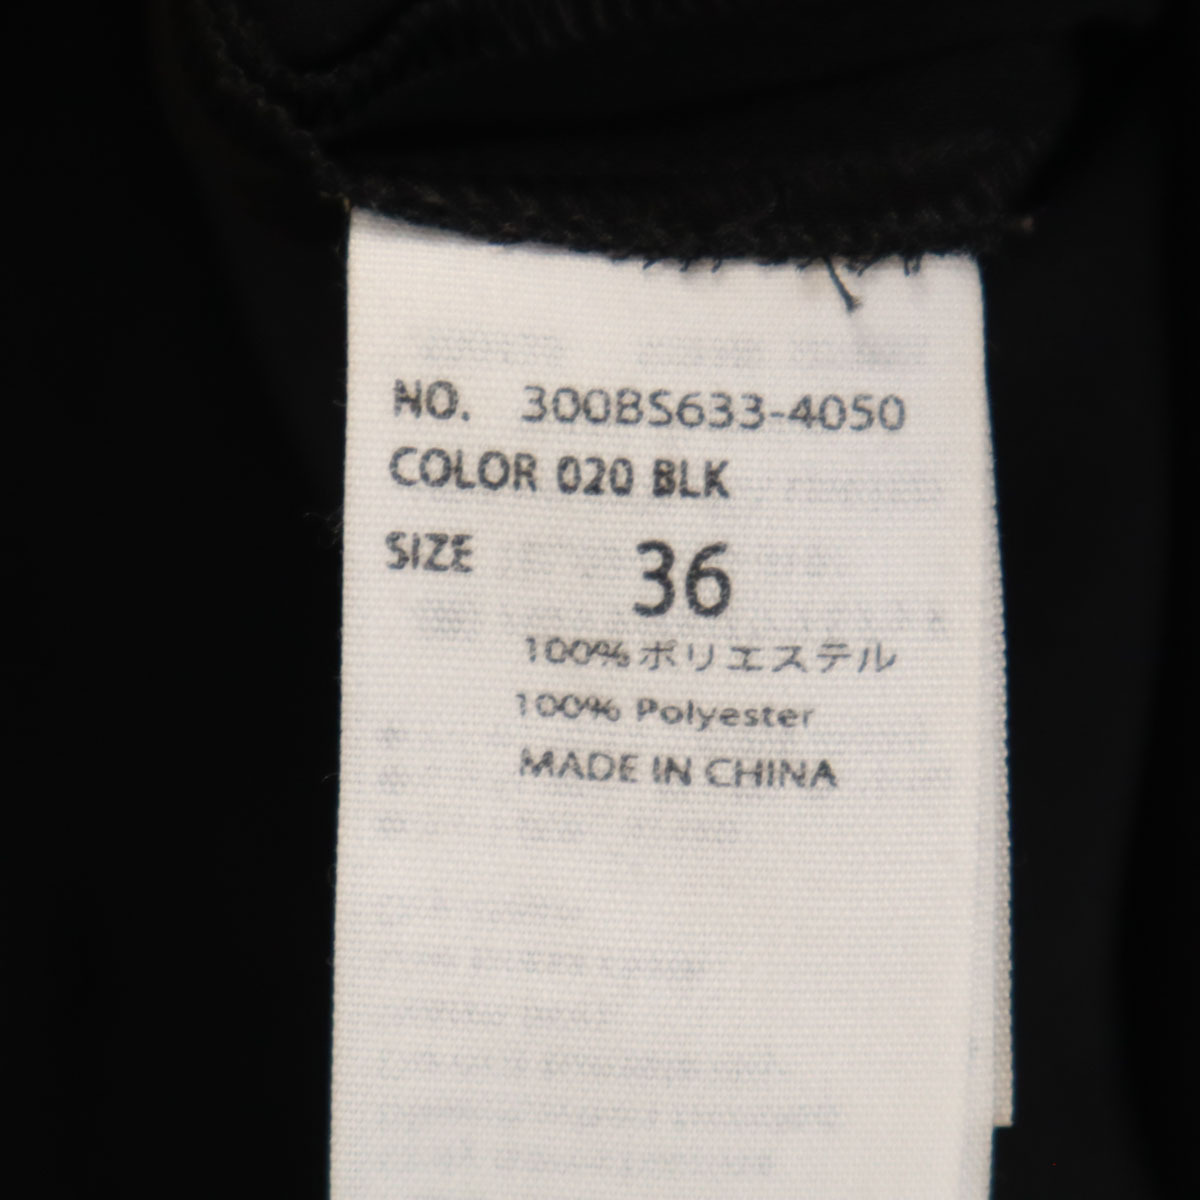 NO. 300BS633-4050
COLOR 020 BLK
SIZE 36
100%ポリエステル
100% Polyester
MADE IN CHINA